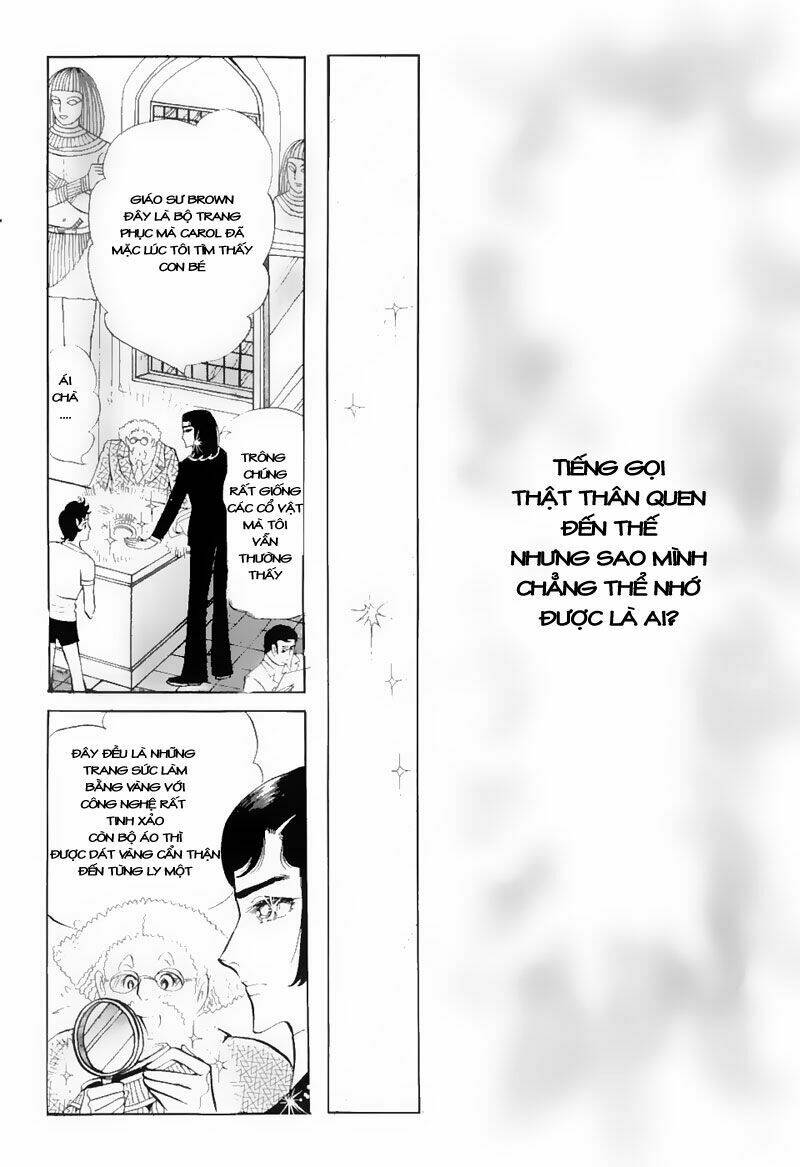 TIẾNG GỌI
THẬT THÂN QUEN
ĐẾN THẾ
NHƯNG SAO MÌNH
CHẲNG THỂ NHỚ
ĐƯỢC LÀ AI?
GIÁO SƯ BROWN
ĐÂY LÀ BỘ TRANG
PHỤC MÀ CAROL ĐÃ
MẶC LÚC TÔI TÌM THẤY
CON BÉ
ÁI
CHÀ
....
TRÔNG
CHÚNG
RẤT GIỐNG
CÁC CỔ VẬT
MÀ TÔI
VẪN
THƯỜNG
THẤY
ĐÂY ĐỀU LÀ NHỮNG
TRANG SỨC LÀM
BẰNG VÀNG VỚI
CÔNG NGHỆ RẤT
TINH XẢO
CÒN BỘ ÁO THÌ
ĐƯỢC DÁT VÀNG CẨN THẬN
ĐẾN TỪNG LY MỘT